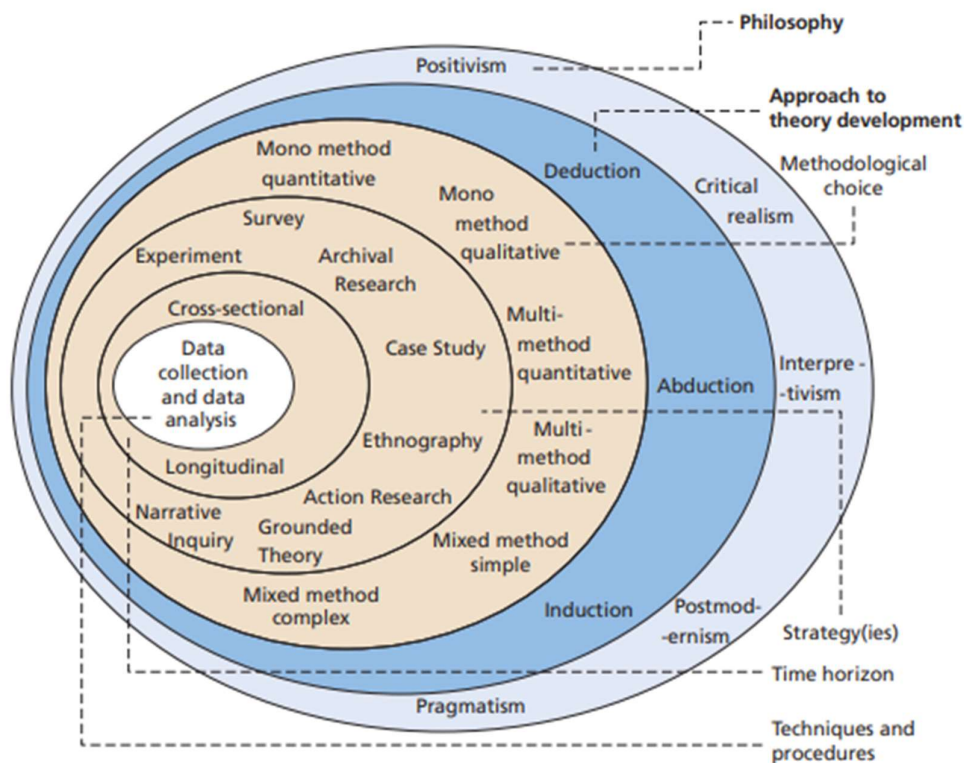 Philosophy
Positivism
Approach to
theory development
Mono method
quantitative
Deduction
Methodological
choice
Mono
method
qualitative
Critical
realism
Survey
Experiment
Archival
Research
Cross-sectional
Multi-
method
quantitative
Data
collection
and data
analysis
Case Study
Abduction
Interpre -
-tivism
Ethnography
Multi -
method
qualitative
Longitudinal
Action Research
Narrative
Inquiry
Grounded
Theory
Mixed method
simple
Mixed method
complex
Induction
Postmod-
-ernism
Strategy(ies)
Time horizon
Pragmatism
Techniques and
procedures